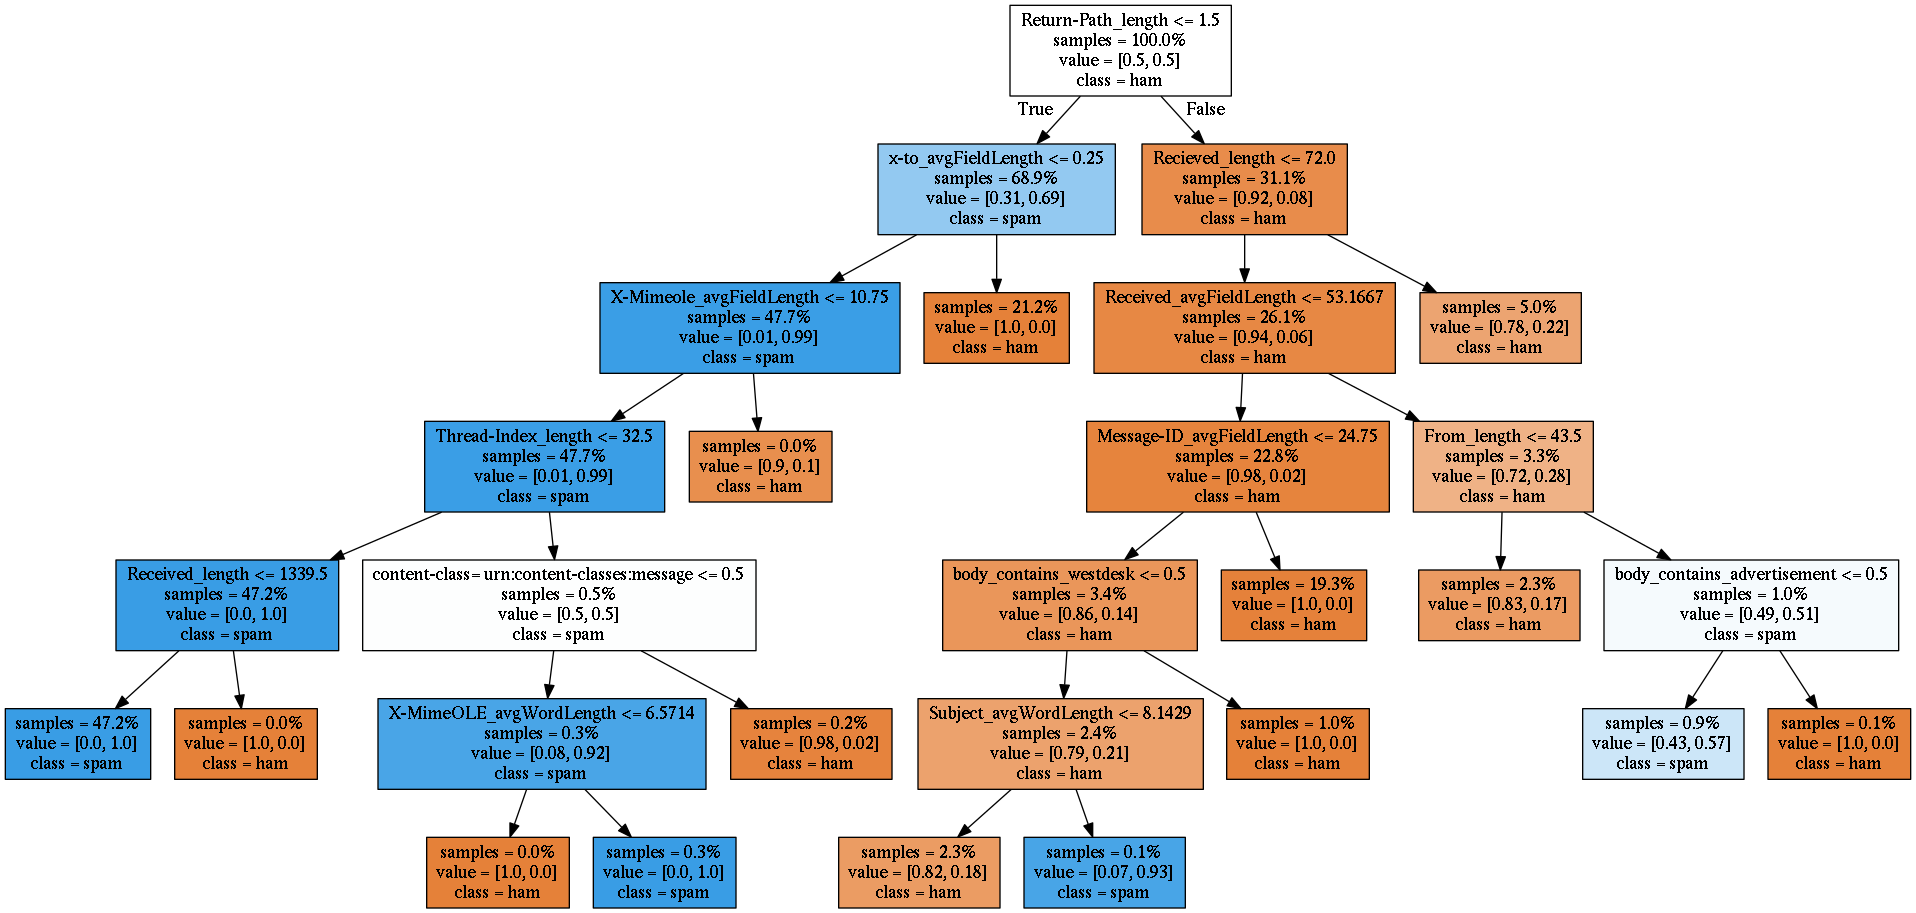 Return-Path_length <= 1.5
samples = 100.0%
value = [0.5, 0.5]
class = ham
True
False
x-to_avgFieldLength <= 0.25
samples = 68.9%
value = [0.31, 0.69]
class = spam
Recieved_length <= 72.0
samples = 31.1%
value = [0.92, 0.08]
class = ham
X-Mimeole_avgFieldLength <= 10.75
samples = 47.7%
value = [0.01, 0.99]
class = spam
samples = 21.2%
value = [1.0, 0.0]
class = ham
Received_avgFieldLength <= 53.1667
samples = 26.1%
value = [0.94, 0.06]
class = ham
samples = 5.0%
value = [0.78, 0.22]
class = ham
Thread-Index_length <= 32.5
samples = 47.7%
value = [0.01, 0.99]
class = spam
samples = 0.0%
value = [0.9, 0.1]
class = ham
Message-ID_avgFieldLength <= 24.75
samples = 22.8%
value = [0.98, 0.02]
class = ham
From_length <= 43.5
samples = 3.3%
value = [0.72, 0.28]
class = ham
Received_length <= 1339.5
samples = 47.2%
value = [0.0, 1.0]
class = spam
content-class= urn:content-classes:message <= 0.5
samples = 0.5%
value = [0.5, 0.5]
class = spam
body_contains_westdesk <= 0.5
samples = 3.4%
value = [0.86, 0.14]
class = ham
samples = 19.3%
value = [1.0, 0.0]
class = ham
samples = 2.3%
value = [0.83, 0.17]
class = ham
body_contains_advertisement <= 0.5
samples = 1.0%
value = [0.49, 0.51]
class = spam
samples = 47.2%
value = [0.0, 1.0]
class = spam
samples = 0.0%
value = [1.0, 0.0]
class = ham
X-MimeOLE_avgWordLength <= 6.5714
samples = 0.3%
value = [0.08, 0.92]
class = spam
samples = 0.2%
value = [0.98, 0.02]
class = ham
Subject_avgWordLength <= 8.1429
samples = 2.4%
value = [0.79, 0.21]
class = ham
samples = 1.0%
value = [1.0, 0.0]
class = ham
samples = 0.9%
value = [0.43, 0.57]
class = spam
samples = 0.1%
value = [1.0, 0.0]
class = ham
samples = 0.0%
value = [1.0, 0.0]
class = ham
samples = 0.3%
value = [0.0, 1.0]
class = spam
samples = 2.3%
value = [0.82, 0.18]
class = ham
samples = 0.1%
value = [0.07, 0.93]
class = spam